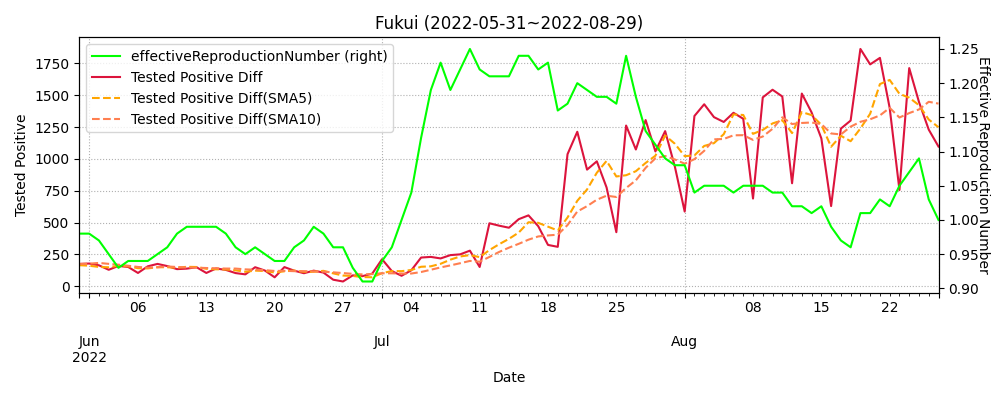 Fukui (2022-05-31~2022-08-29)
effectiveReproductionNumber (right)
Tested Positive Diff
Tested Positive Diff(SMA5)
Tested Positive Diff(SMA10)
Tested Positive
1750
1500
1250
1000
750
500
250
0
Effective Reproduction Number
1.25
1.20
1.15
1.10
1.05
1.00
0.95
0.90
06 13 20 27 04 11 18 25 08 15 22
Jun Jul Aug
2022
Date